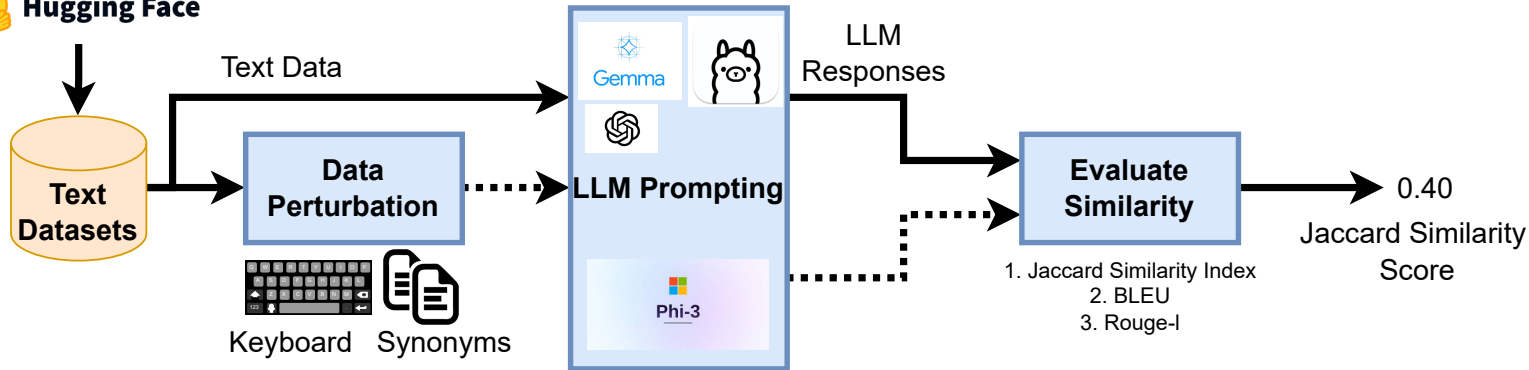 Hugging Face
Text Data
Text
Datasets
Data
Perturbation
Keyboard
Synonyms
Gemma
LLM Prompting
Phi-3
LLM
Responses
Evaluate
Similarity
1. Jaccard Similarity Index
2. BLEU
3. Rouge-l
0.40
Jaccard Similarity
Score